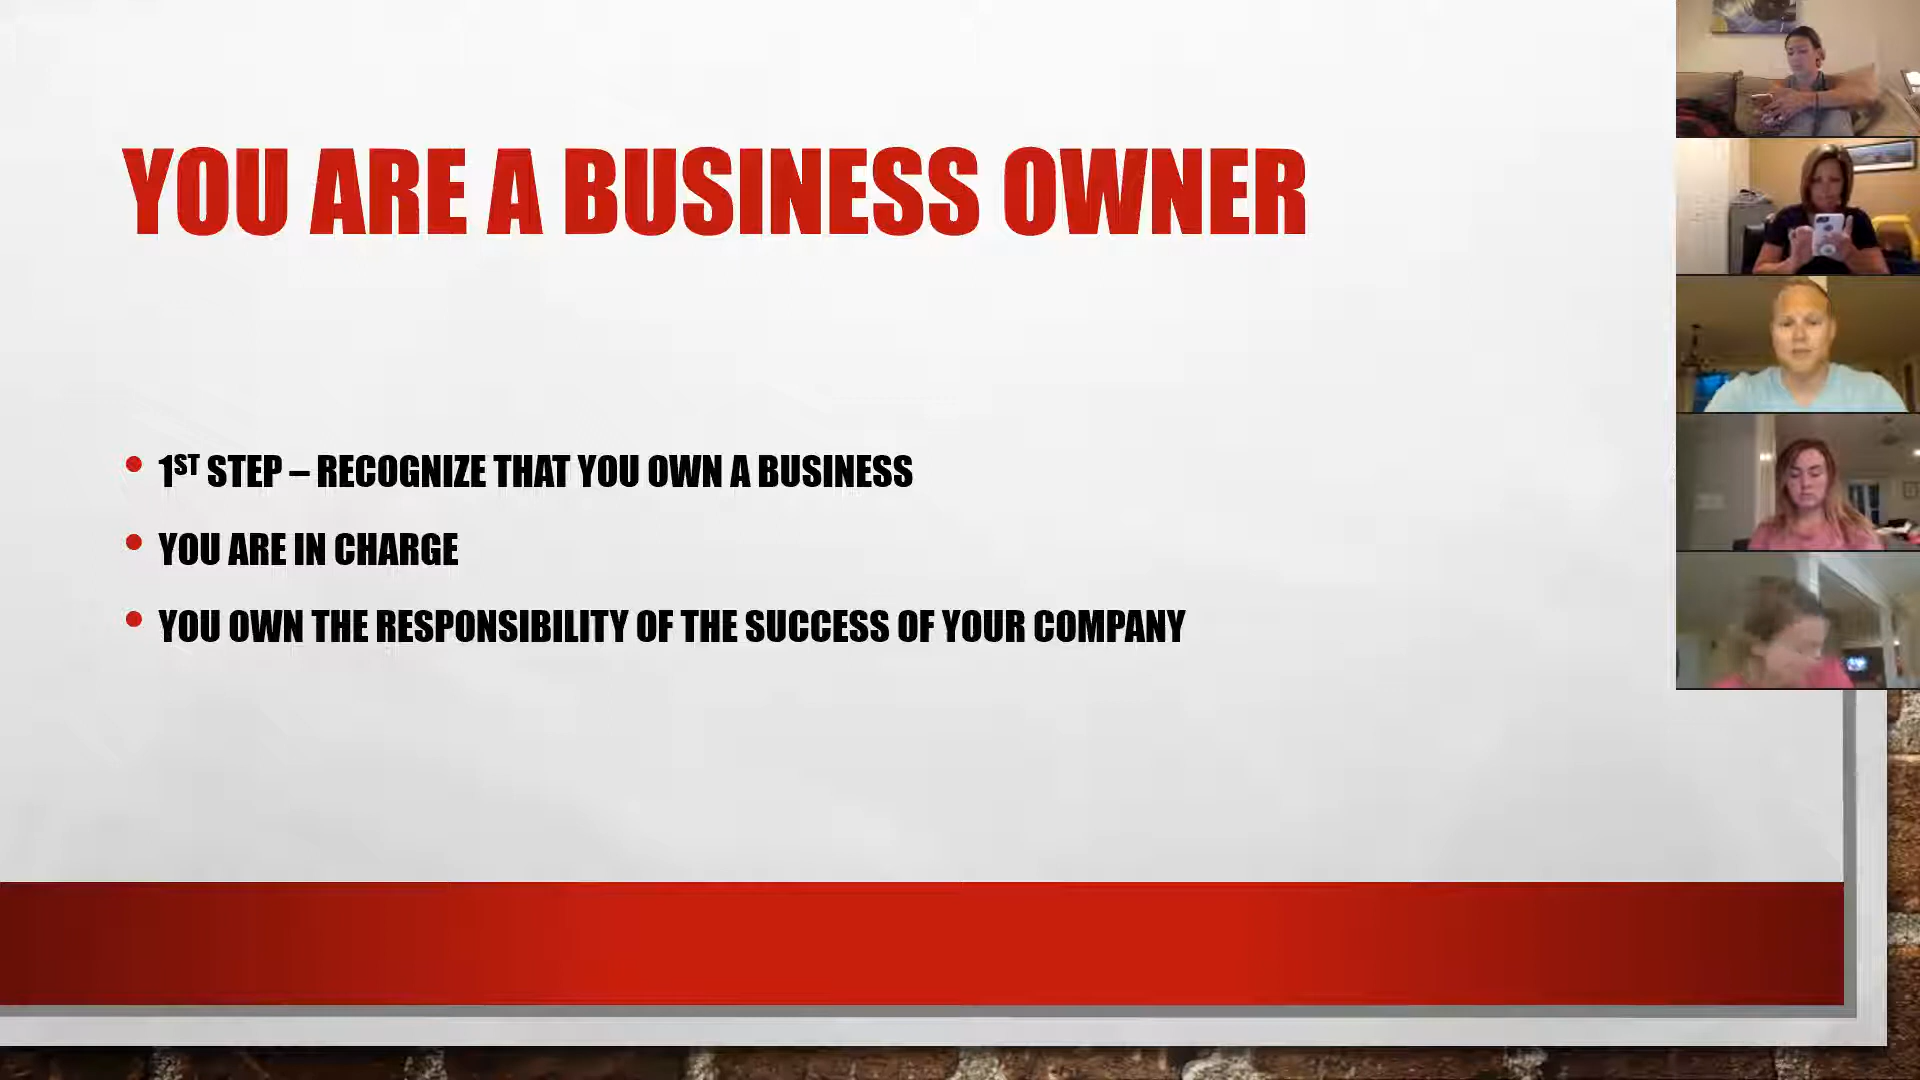 YOU ARE A BUSINESS OWNER
• 1ST STEP – RECOGNIZE THAT YOU OWN A BUSINESS
• YOU ARE IN CHARGE
• YOU OWN THE RESPONSIBILITY OF THE SUCCESS OF YOUR COMPANY